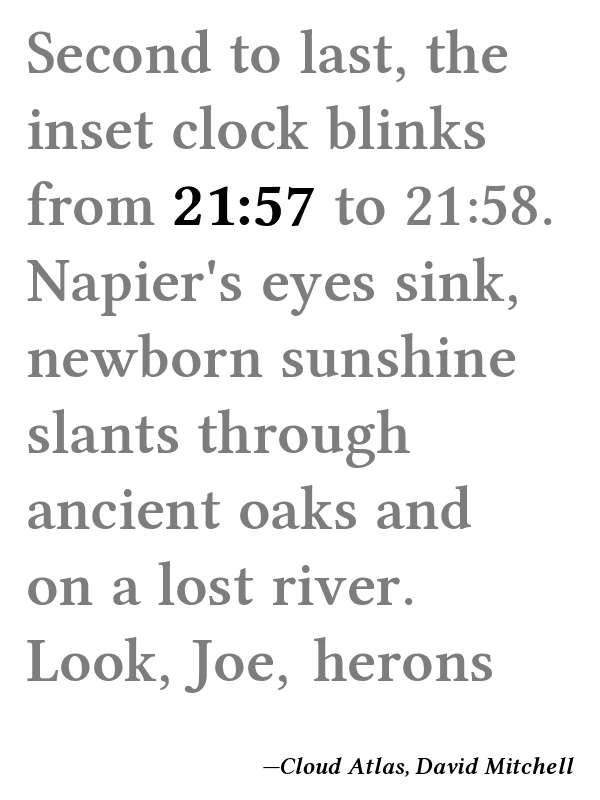 Second to last, the
inset clock blinks
from 21:57 to 21:58.
Napier's eyes sink,
newborn sunshine
slants through
ancient oaks and
on a lost river.
Look, Joe, herons
—Cloud Atlas, David Mitchell